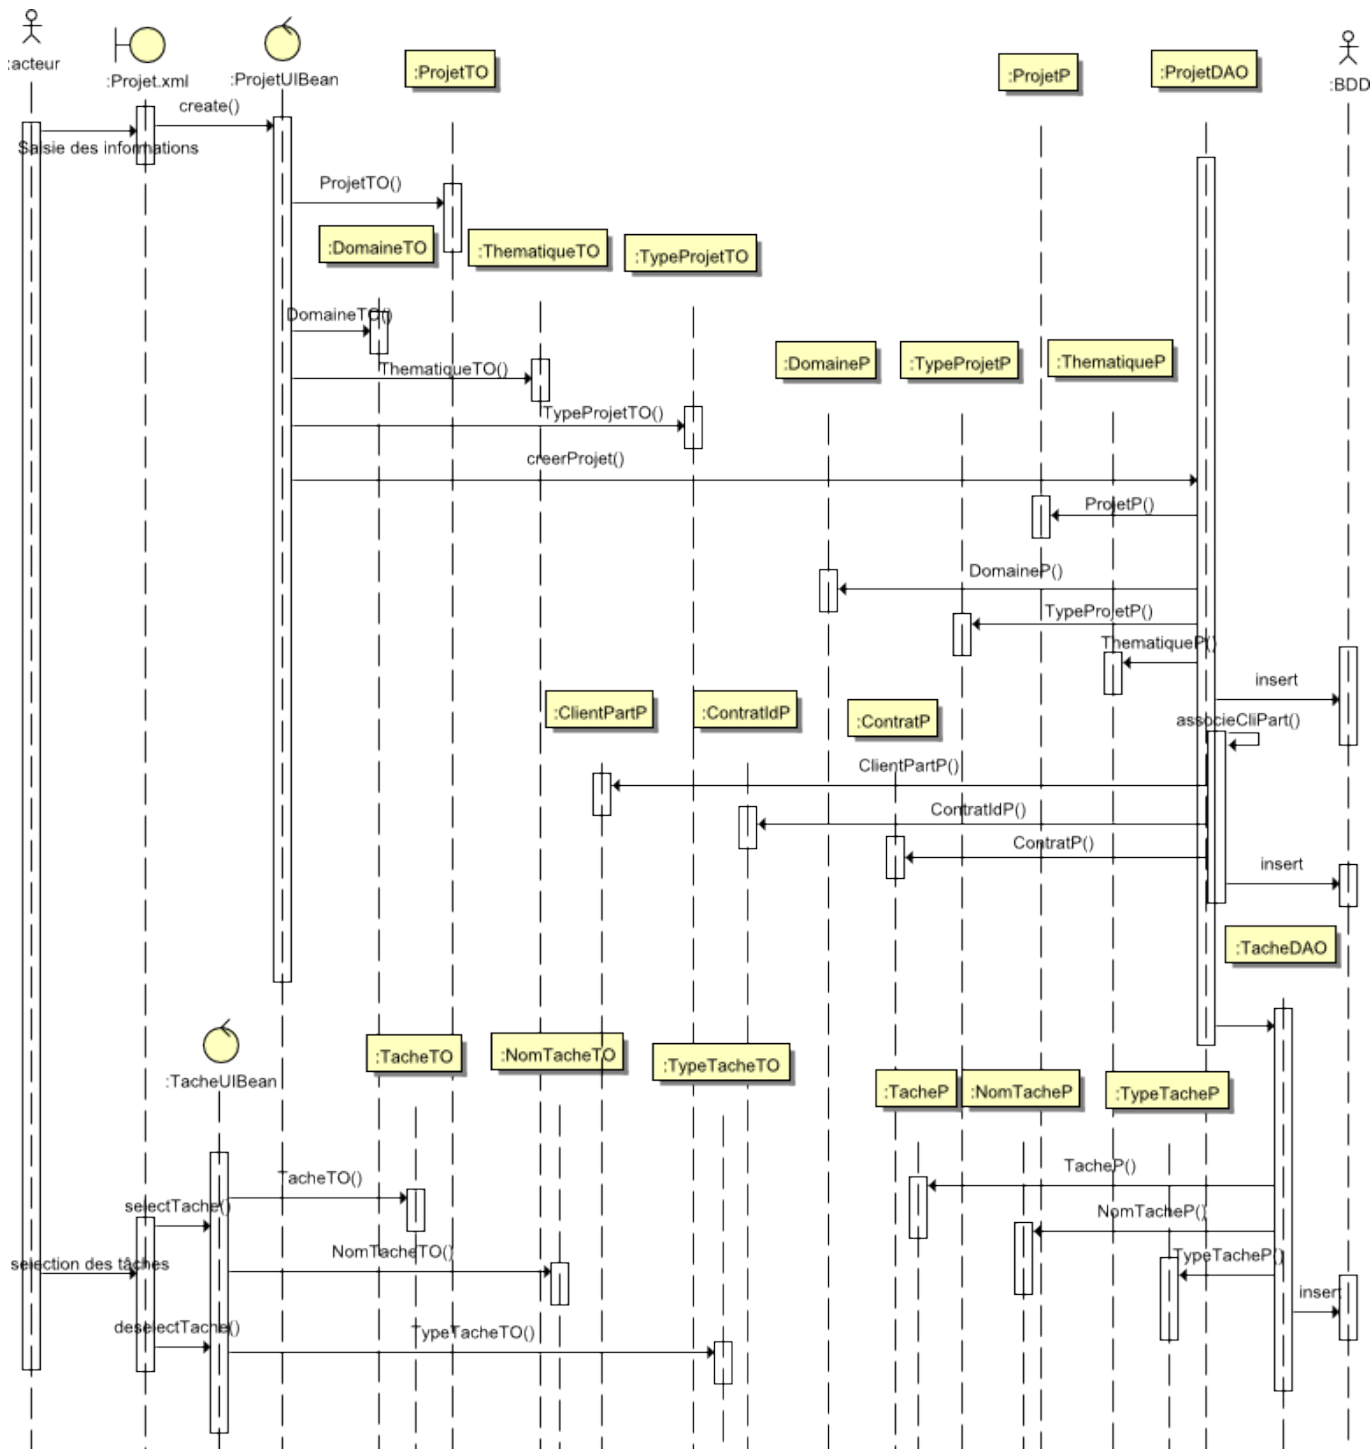 :acteur
:Projet.xml
:ProjetUIBean
:ProjetTO
:ProjetP
:ProjetDAO
:BDD
create()
Saisie des informations
ProjetTO()
:DomaineTO
:ThematiqueTO
:TypeProjetTO
DomaineTO()
ThematiqueTO()
:DomaineP
:TypeProjetP
:ThematiqueP
TypeProjetTO()
creerProjet()
ProjetP()
DomaineP()
TypeProjetP()
ThematiqueP()
insert
:ClientPartP
:ContratIdP
:ContratP
associeCliPart()
ClientPartP()
ContratIdP()
ContratP()
insert
:TacheDAO
:TacheUIBean
:TacheTO
:NomTacheTO
:TypeTacheTO
:TacheP
:NomTacheP
:TypeTacheP
TacheTO()
TacheP()
selectTache()
NomTacheP()
NomTacheTO()
TypeTacheP()
selection des tâches
insert
deselectTache()
TypeTacheTO()